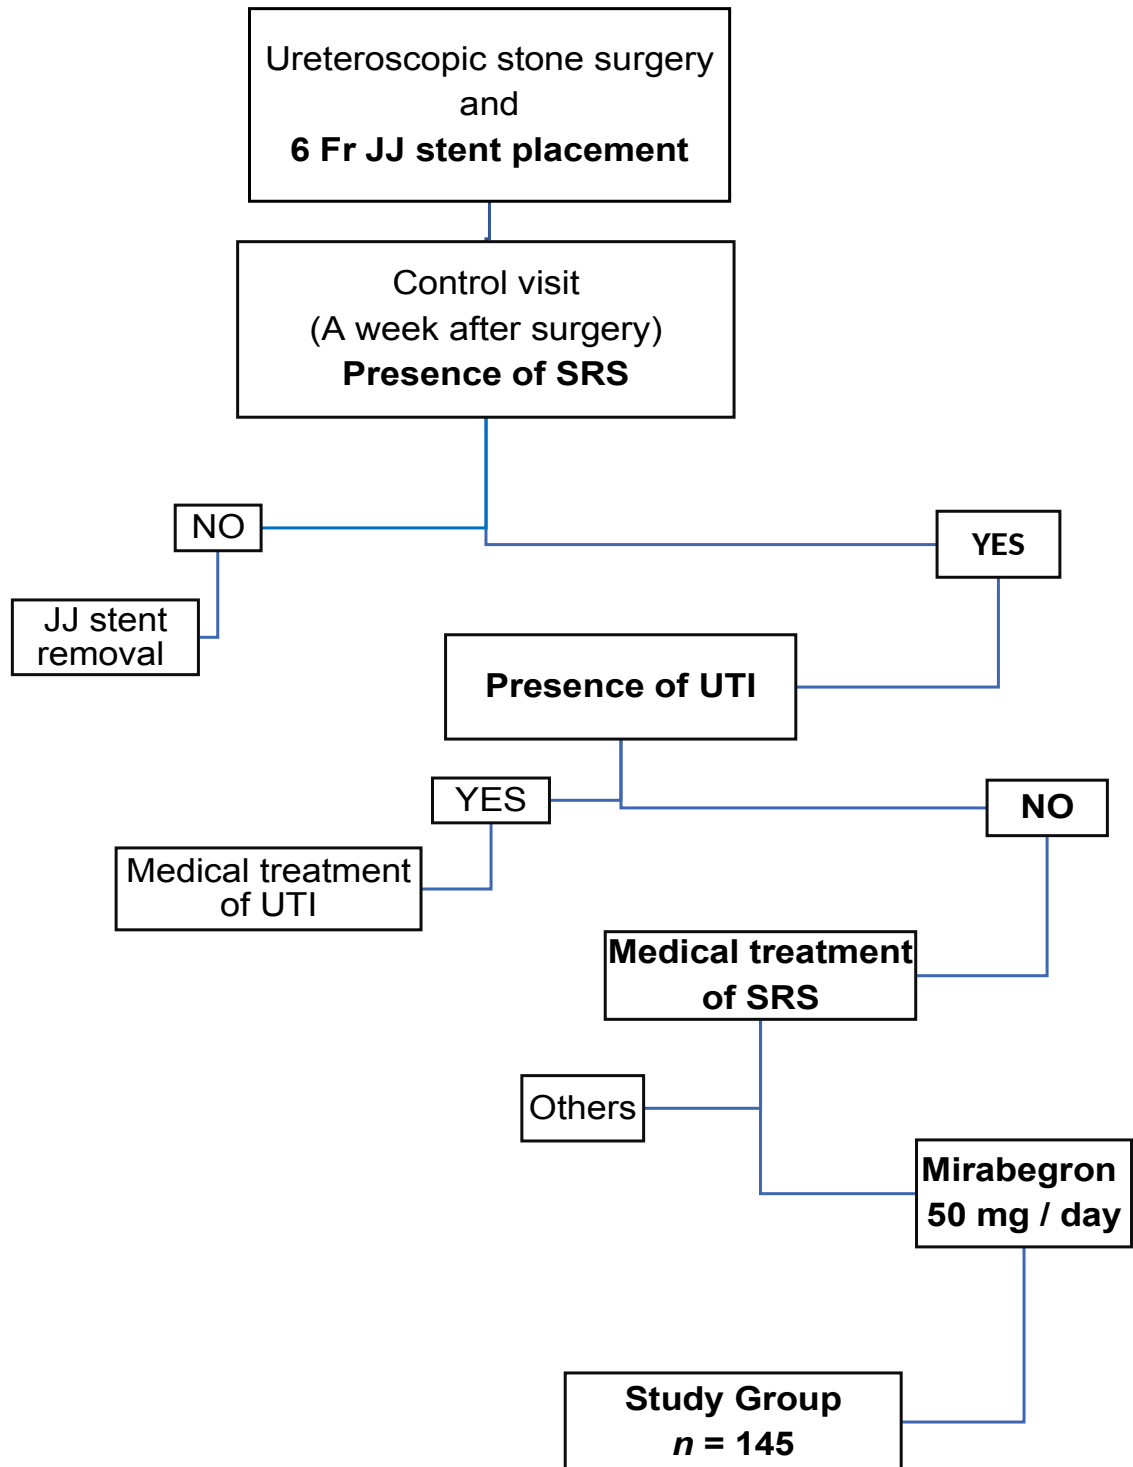 Ureteroscopic stone surgery
and
6 Fr JJ stent placement
Control visit
(A week after surgery)
Presence of SRS
NO
YES
JJ stent
removal
Presence of UTI
YES
NO
Medical treatment
of UTI
Medical treatment
of SRS
Others
Mirabegron
50 mg / day
Study Group
n = 145